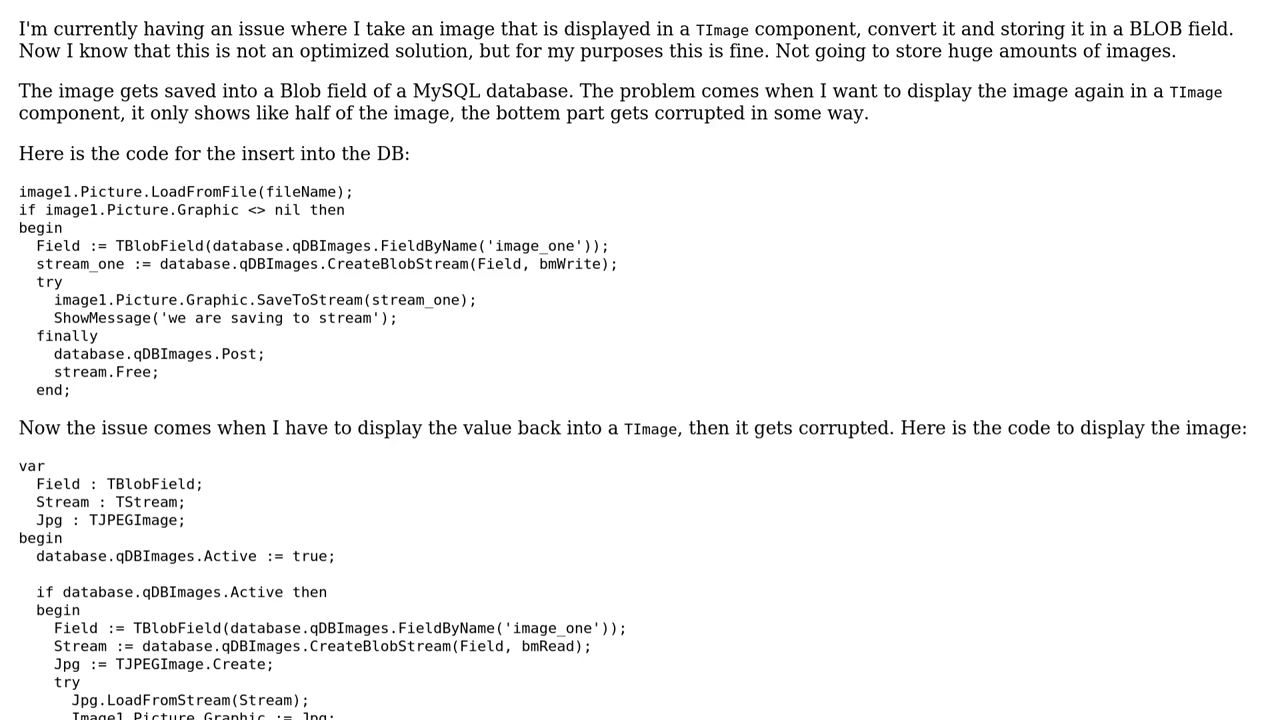 I'm currently having an issue where I take an image that is displayed in a TImage component, convert it and storing it in a BLOB field.
Now I know that this is not an optimized solution, but for my purposes this is fine. Not going to store huge amounts of images.
The image gets saved into a Blob field of a MySQL database. The problem comes when I want to display the image again in a TImage
component, it only shows like half of the image, the bottem part gets corrupted in some way.
Here is the code for the insert into the DB:
image1.Picture.LoadFromFile(fileName);
if image1.Picture.Graphic <> nil then
begin
  Field := TBlobField(database.qDBImages.FieldByName('image_one'));
  stream_one := database.qDBImages.CreateBlobStream(Field, bmWrite);
  try
    image1.Picture.Graphic.SaveToStream(stream_one);
    ShowMessage('we are saving to stream');
  finally
    database.qDBImages.Post;
    stream.Free;
  end;
Now the issue comes when I have to display the value back into a TImage, then it gets corrupted. Here is the code to display the image:
var
  Field : TBlobField;
  Stream : TStream;
  Jpg : TJPEGImage;
begin
  database.qDBImages.Active := true;
  if database.qDBImages.Active then
  begin
    Field := TBlobField(database.qDBImages.FieldByName('image_one'));
    Stream := database.qDBImages.CreateBlobStream(Field, bmRead);
    Jpg := TJPEGImage.Create;
    try
      Jpg.LoadFromStream(Stream);
      Image1.Picture.Graphic := Jpg;